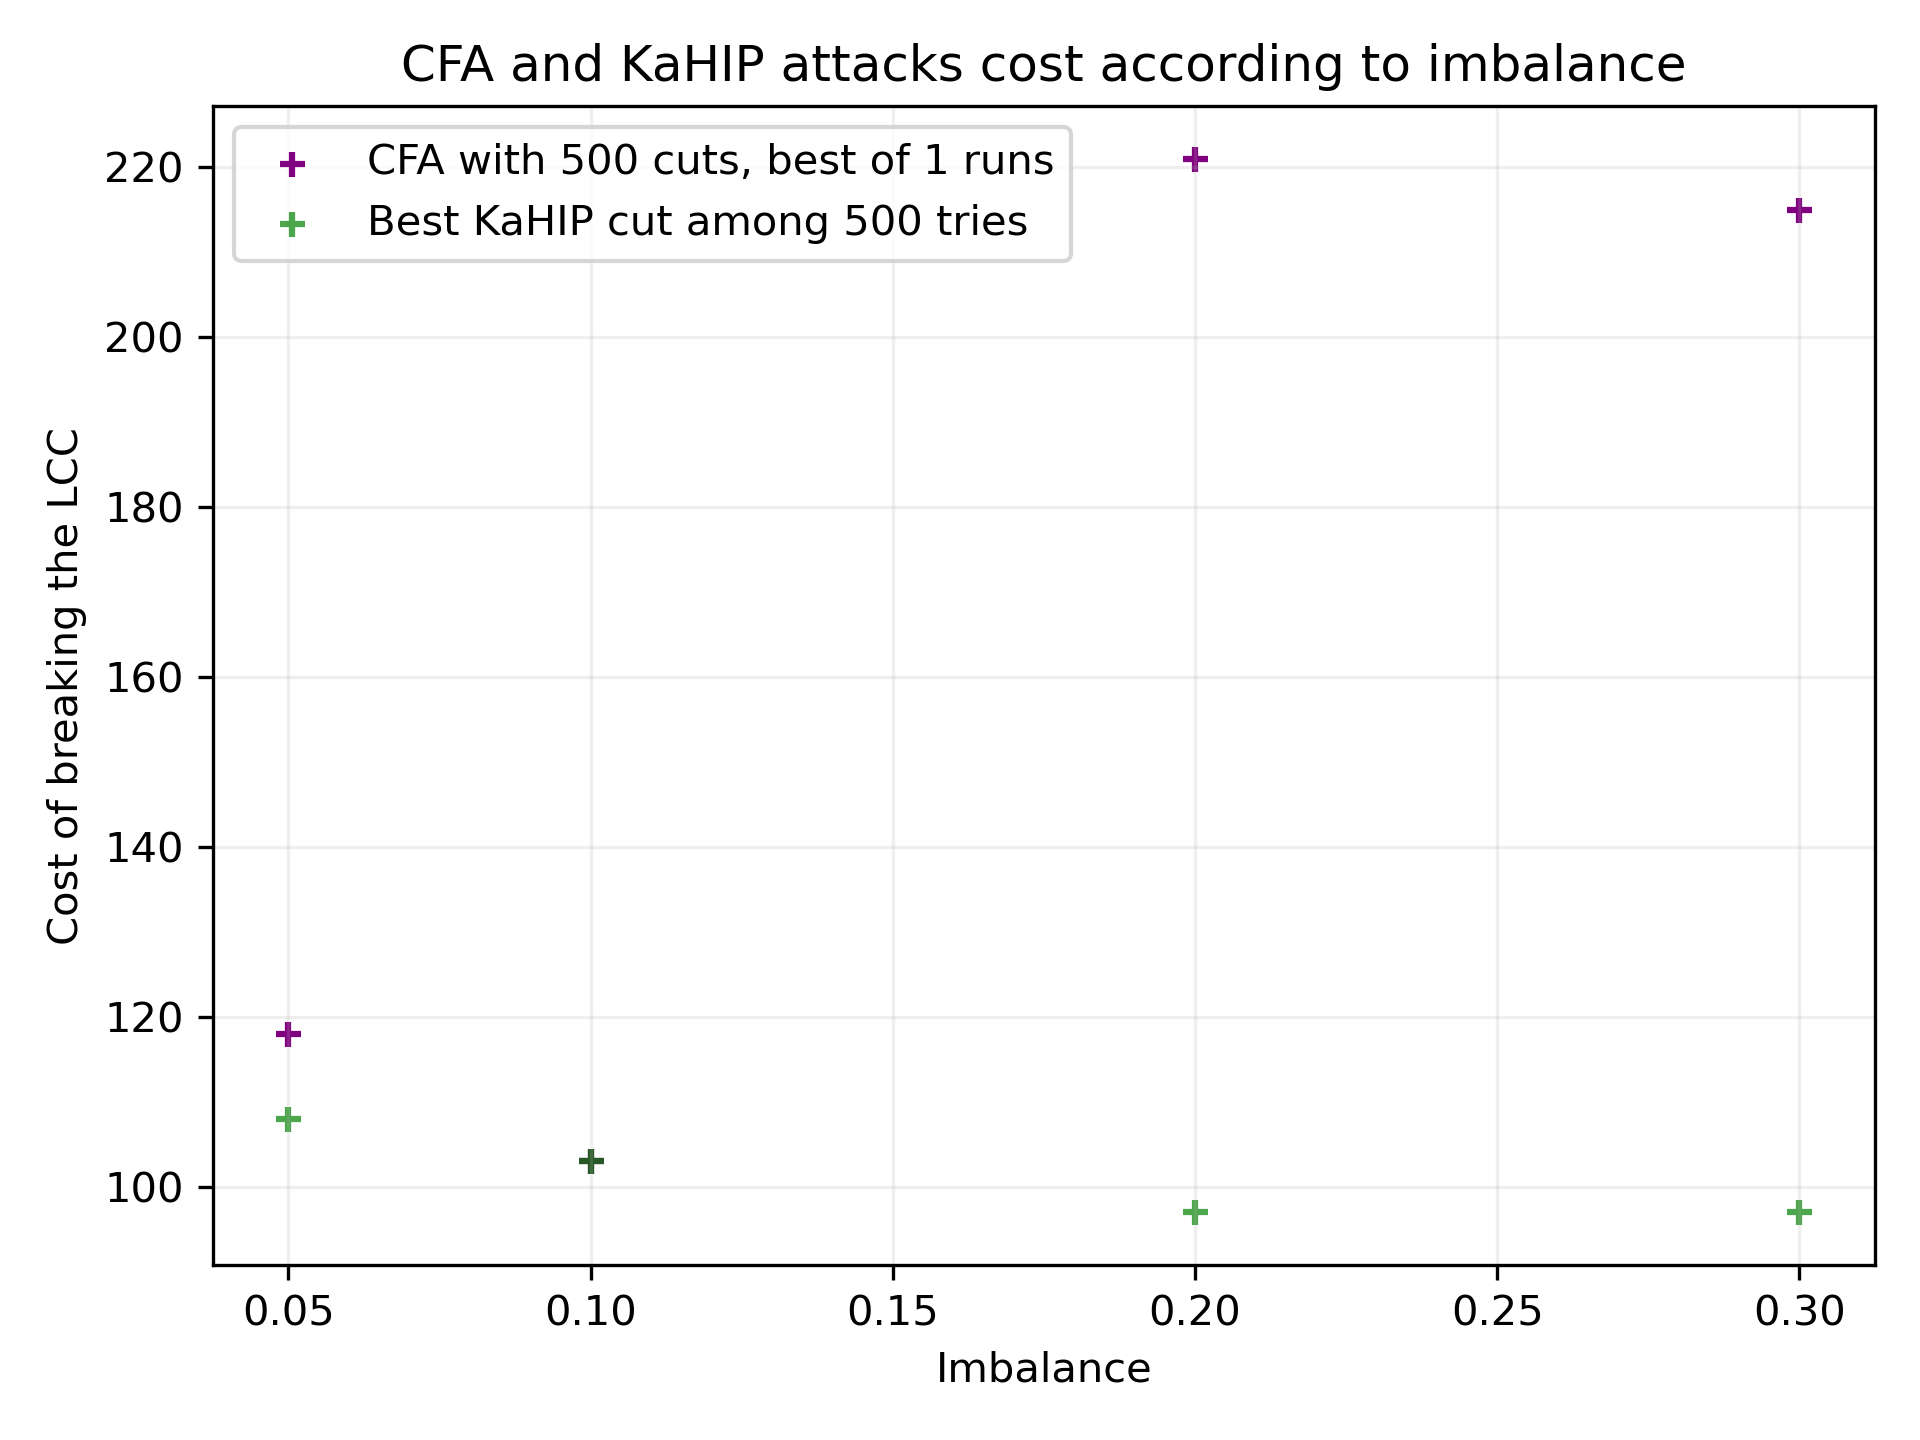 CFA and KaHIP attacks cost according to imbalance
CFA with 500 cuts, best of 1 runs
Best KaHIP cut among 500 tries
Cost of breaking the LCC
220
200
180
160
140
120
100
0.05 0.10 0.15 0.20 0.25 0.30
Imbalance